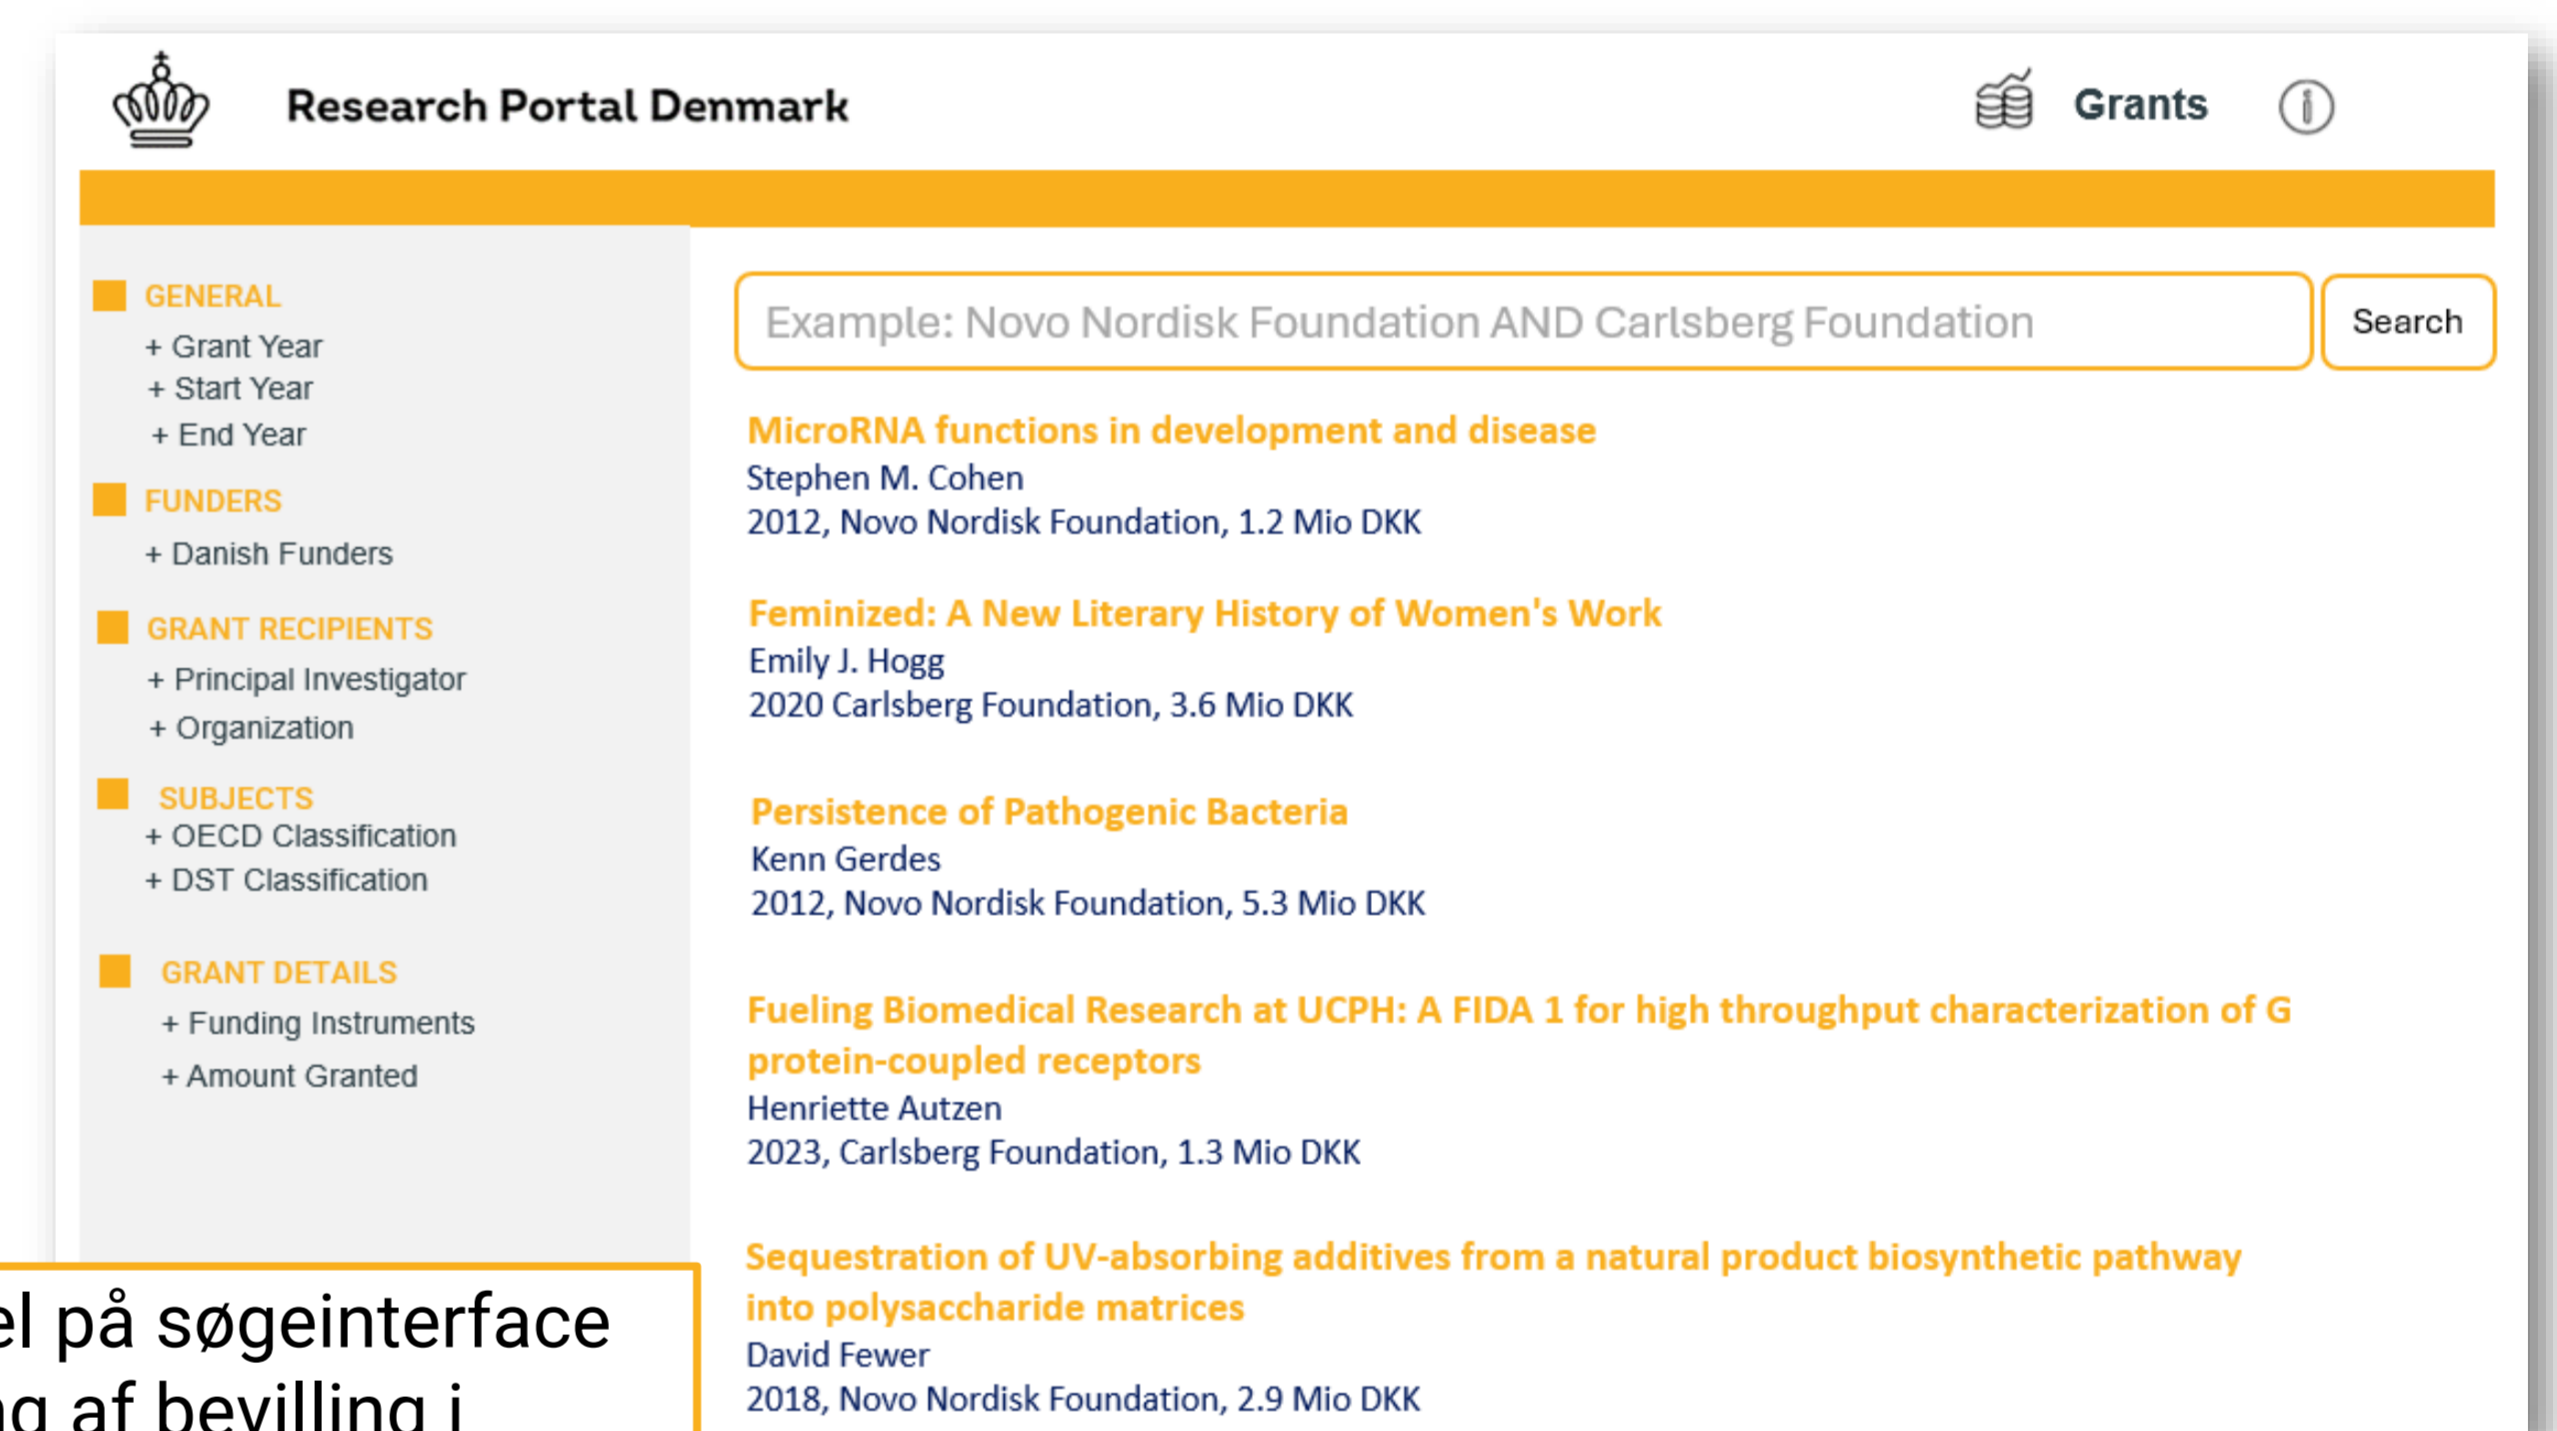 Research Portal Denmark
Grants
GENERAL
+ Grant Year
+ Start Year
+ End Year
FUNDERS
+ Danish Funders
GRANT RECIPIENTS
+ Principal Investigator
+ Organization
SUBJECTS
+ OECD Classification
+ DST Classification
GRANT DETAILS
+ Funding Instruments
+ Amount Granted
Example: Novo Nordisk Foundation AND Carlsberg Foundation
Search
MicroRNA functions in development and disease
Stephen M. Cohen
2012, Novo Nordisk Foundation, 1.2 Mio DKK
Feminized: A New Literary History of Women's Work
Emily J. Hogg
2020 Carlsberg Foundation, 3.6 Mio DKK
Persistence of Pathogenic Bacteria
Kenn Gerdes
2012, Novo Nordisk Foundation, 5.3 Mio DKK
Fueling Biomedical Research at UCPH: A FIDA 1 for high throughput characterization of G
protein-coupled receptors
Henriette Autzen
2023, Carlsberg Foundation, 1.3 Mio DKK
Sequestration of UV-absorbing additives from a natural product biosynthetic pathway
into polysaccharide matrices
David Fewer
2018, Novo Nordisk Foundation, 2.9 Mio DKK
på søgeinterface
af bevilling i